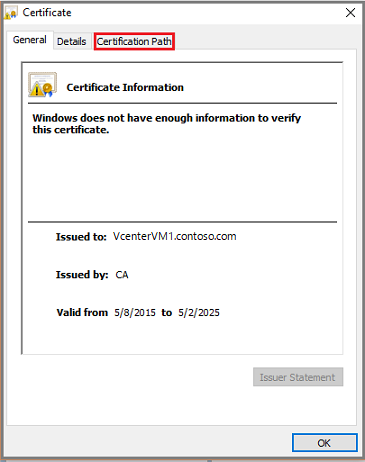 Certificate
General Details Certification Path
Certificate Information
Windows does not have enough information to verify
this certificate.
Issued to: VcenterVM1.contoso.com
Issued by: CA
Valid from 5/8/2015 to 5/2/2025
Issuer Statement
OK